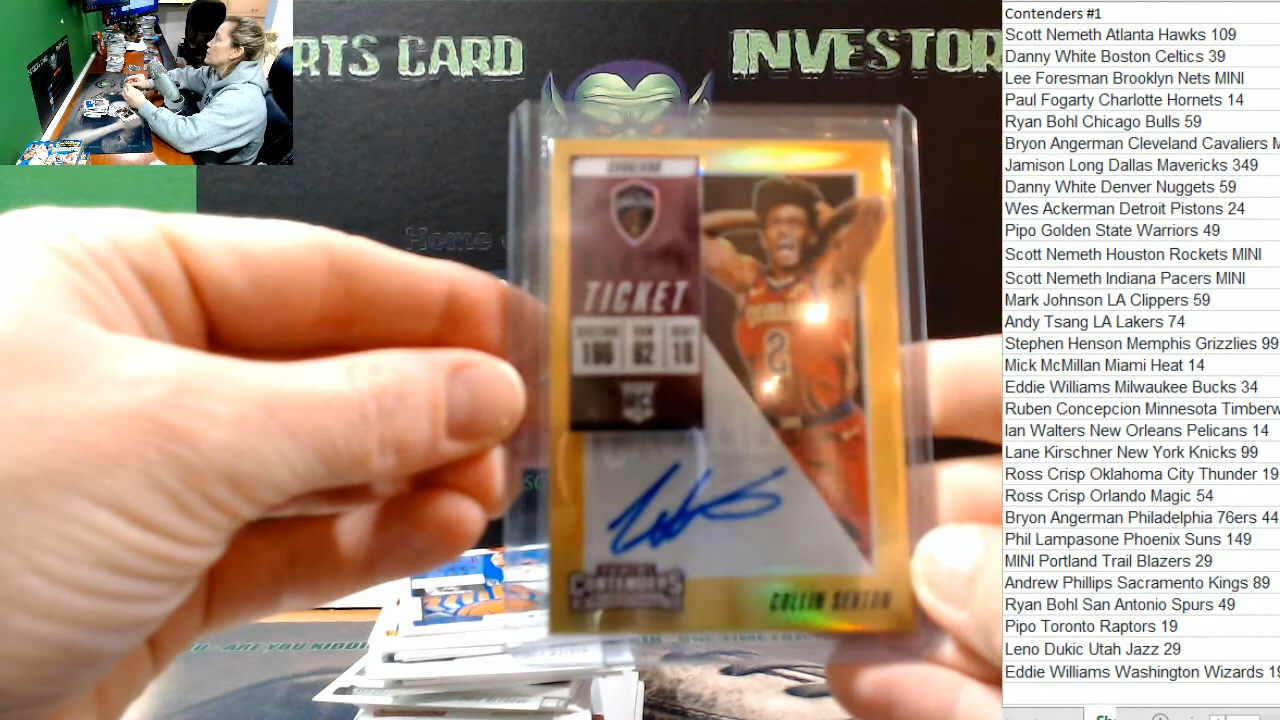 RTS CARD INVESTOR
Home
TICKET
RC
CONTENDERS
COLLIN
ARE YOU KIDDI
Contenders #1
Scott Nemeth Atlanta Hawks 109
Danny White Boston Celtics 39
Lee Foresman Brooklyn Nets MINI
Paul Fogarty Charlotte Hornets 14
Ryan Bohl Chicago Bulls 59
Bryon Angerman Cleveland Cavaliers M
Jamison Long Dallas Mavericks 349
Danny White Denver Nuggets 59
Wes Ackerman Detroit Pistons 24
Pipo Golden State Warriors 49
Scott Nemeth Houston Rockets MINI
Scott Nemeth Indiana Pacers MINI
Mark Johnson LA Clippers 59
Andy Tsang LA Lakers 74
Stephen Henson Memphis Grizzlies 99
Mick McMillan Miami Heat 14
Eddie Williams Milwaukee Bucks 34
Ruben Concepcion Minnesota Timberw
Ian Walters New Orleans Pelicans 14
Lane Kirschner New York Knicks 99
Ross Crisp Oklahoma City Thunder 19
Ross Crisp Orlando Magic 54
Bryon Angerman Philadelphia 76ers 44
Phil Lampasone Phoenix Suns 149
MINI Portland Trail Blazers 29
Andrew Phillips Sacramento Kings 89
Ryan Bohl San Antonio Spurs 49
Pipo Toronto Raptors 19
Leno Dukic Utah Jazz 29
Eddie Williams Washington Wizards 19